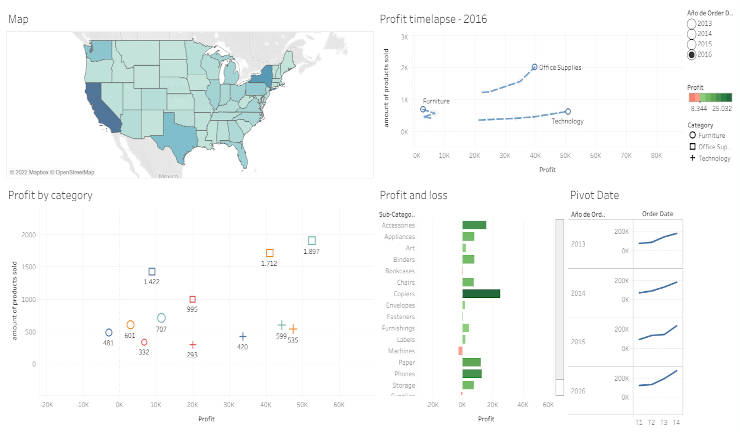 Map
Profit timelapse - 2016
Año de Order D..
2013
2014
2015
2016
3K
2K
1K
0K
amount of products sold
Office Supplies
Furniture
Technology
0K 10K 20K 30K 40K 50K 60K 70K 80K
Profit
Profit
-8.344 25.032
Category
Furniture
Office Sup..
Technology
© 2022 Mapbox © OpenStreetMap
Mexico
Profit by category
2000
1500
1000
500
0
amount of products sold
1.897
1.712
1.422
995
707
601
481
332
293
420
599
535
-20K -10K 0K 10K 20K 30K 40K 50K 60K
Profit
Profit and loss
Sub-Catego..
Accessories
Appliances
Art
Binders
Bookcases
Chairs
Copiers
Envelopes
Fasteners
Furnishings
Labels
Machines
Paper
Phones
Storage
-20K 0K 20K 40K 60K
Profit
Pivot Date
Año de Ord.. Order Date
2013
200K
0K
2014
200K
0K
2015
200K
0K
2016
200K
0K
T1 T2 T3 T4